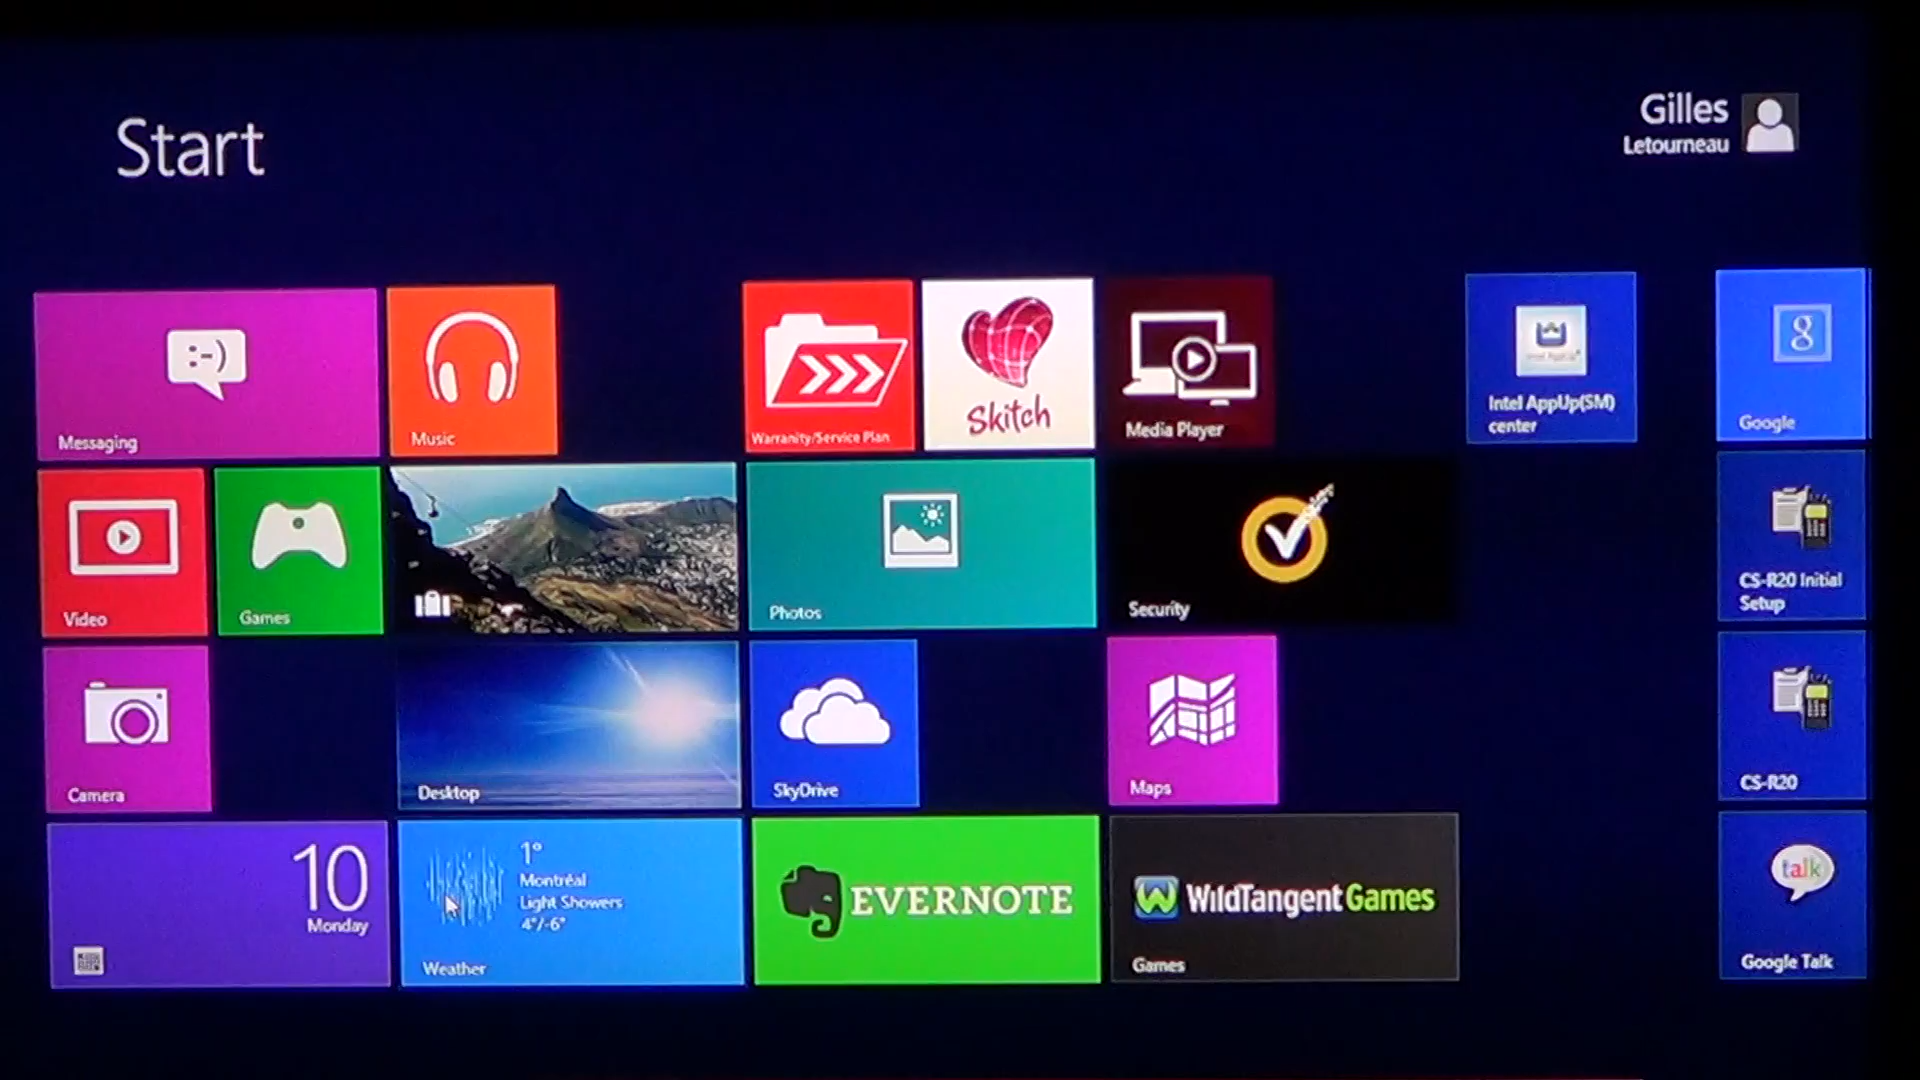 Start
Gilles
Letourneau
:-)
Messaging
Music
Warranity/Service Plan
Skitch
Media Player
Intel AppUp(SM)
center
g
Google
Video
Games
Photos
Security
CS-R20 Initial
Setup
Camera
Desktop
SkyDrive
Maps
CS-R20
10
Monday
1°
Montréal
Light Showers
4°/-6°
Weather
EVERNOTE
WildTangent Games
Games
talk
Google Talk